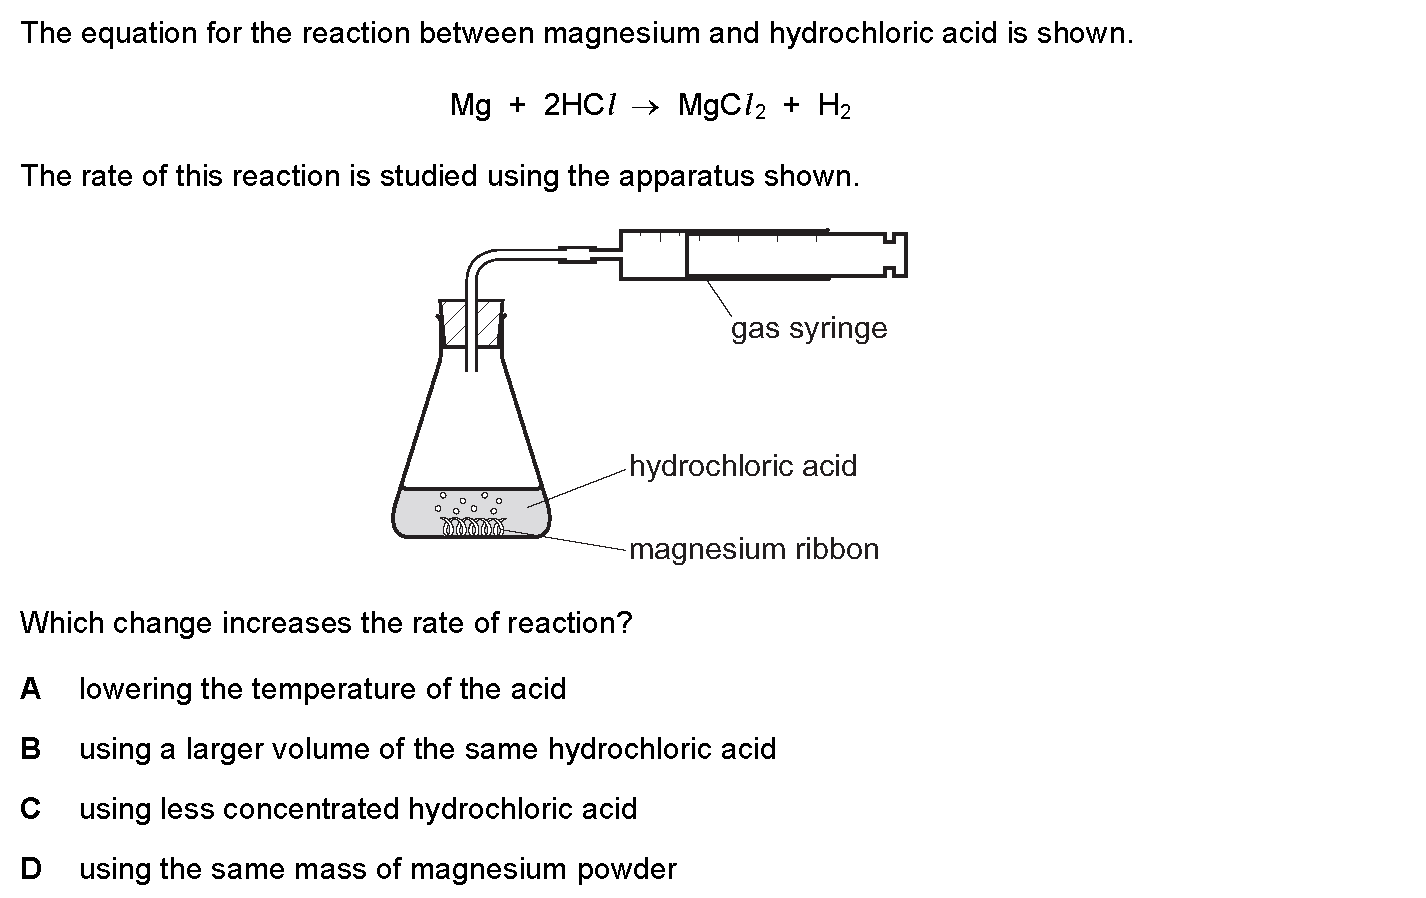 The equation for the reaction between magnesium and hydrochloric acid is shown.
Mg + 2HCl → MgCl₂ + H₂
The rate of this reaction is studied using the apparatus shown.
gas syringe
hydrochloric acid
magnesium ribbon
Which change increases the rate of reaction?
A lowering the temperature of the acid
B using a larger volume of the same hydrochloric acid
C using less concentrated hydrochloric acid
D using the same mass of magnesium powder